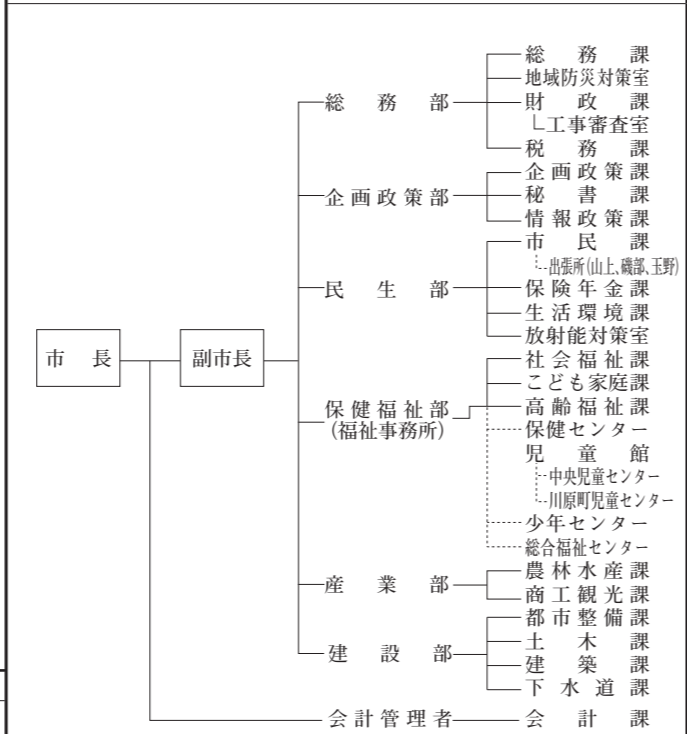 総務課
地域防災対策室
総務部
財政課
工事審査室
税務課
企画政策課
企画政策部
秘書課
情報政策課
市民課
出張所(山上、磯部、玉野)
民生部
保険年金課
生活環境課
放射能対策室
市長
副市長
社会福祉課
こども家庭課
保健福祉部
(福祉事務所)
高齢福祉課
保健センター
児童館
中央児童センター
川原町児童センター
少年センター
総合福祉センター
産業部
農林水産課
商工観光課
都市整備課
建設部
土木課
建築課
下水道課
会計管理者
会計課